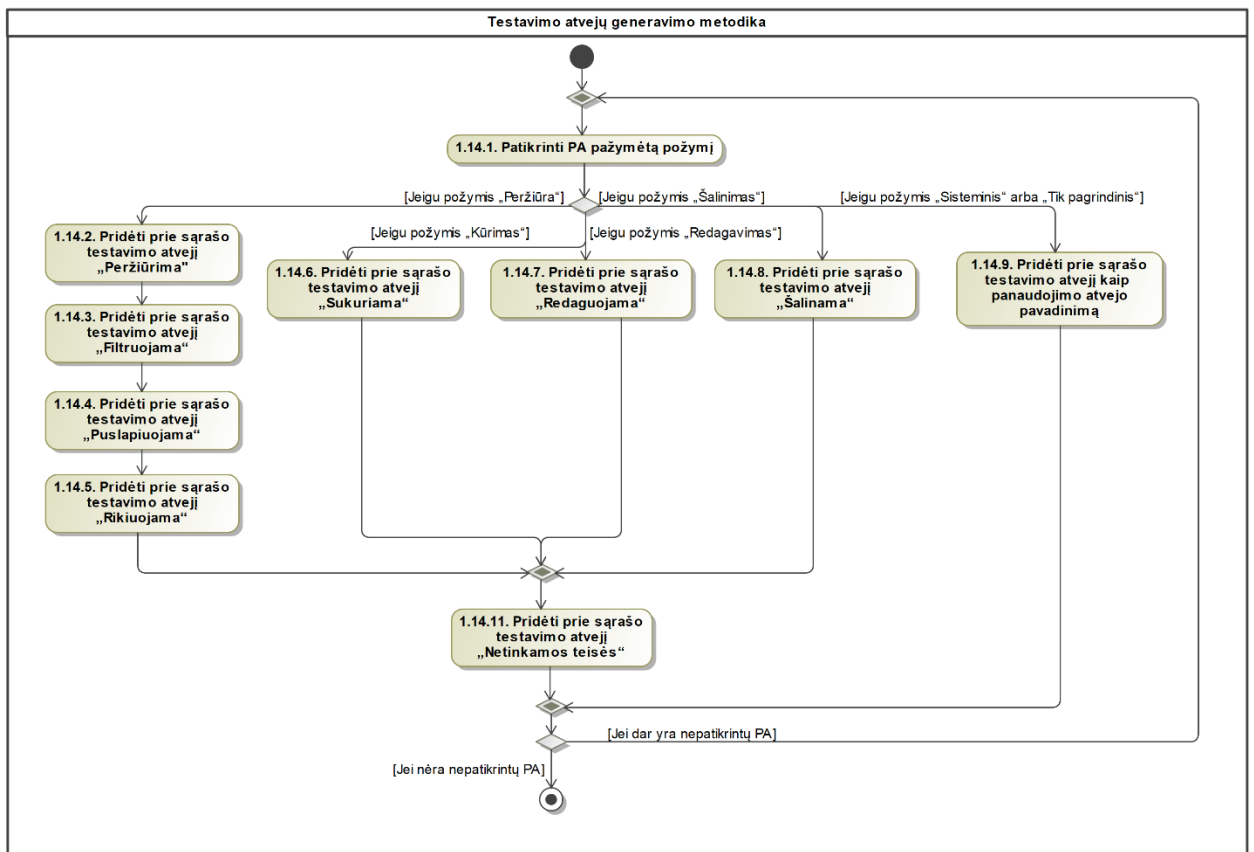 Testavimo atvejų generavimo metodika
1.14.1. Patikrinti PA pažymėtą požymį
[Jeigu požymis „Peržiūra“]
[Jeigu požymis „Šalinimas“]
[Jeigu požymis „Sisteminis“ arba „Tik pagrindinis“]
[Jeigu požymis „Kūrimas“]
[Jeigu požymis „Redagavimas“]
1.14.2. Pridėti prie sąrašo
testavimo atvejį
„Peržiūrima"
1.14.6. Pridėti prie sąrašo
testavimo atvejį
„Sukuriama“
1.14.7. Pridėti prie sąrašo
testavimo atvejį
„Redaguojama“
1.14.8. Pridėti prie sąrašo
testavimo atvejį
„Šalinama“
1.14.9. Pridėti prie sąrašo
testavimo atvejį kaip
panaudojimo atvejo
pavadinimą
1.14.3. Pridėti prie sąrašo
testavimo atvejį
„Filtruojama“
1.14.4. Pridėti prie sąrašo
testavimo atvejį
„Puslapiuojama“
1.14.5. Pridėti prie sąrašo
testavimo atvejį
„Rikiuojama“
1.14.11. Pridėti prie sąrašo
testavimo atvejį
„Netinkamos teisės“
[Jei dar yra nepatikrintų PA]
[Jei nėra nepatikrintų PA]